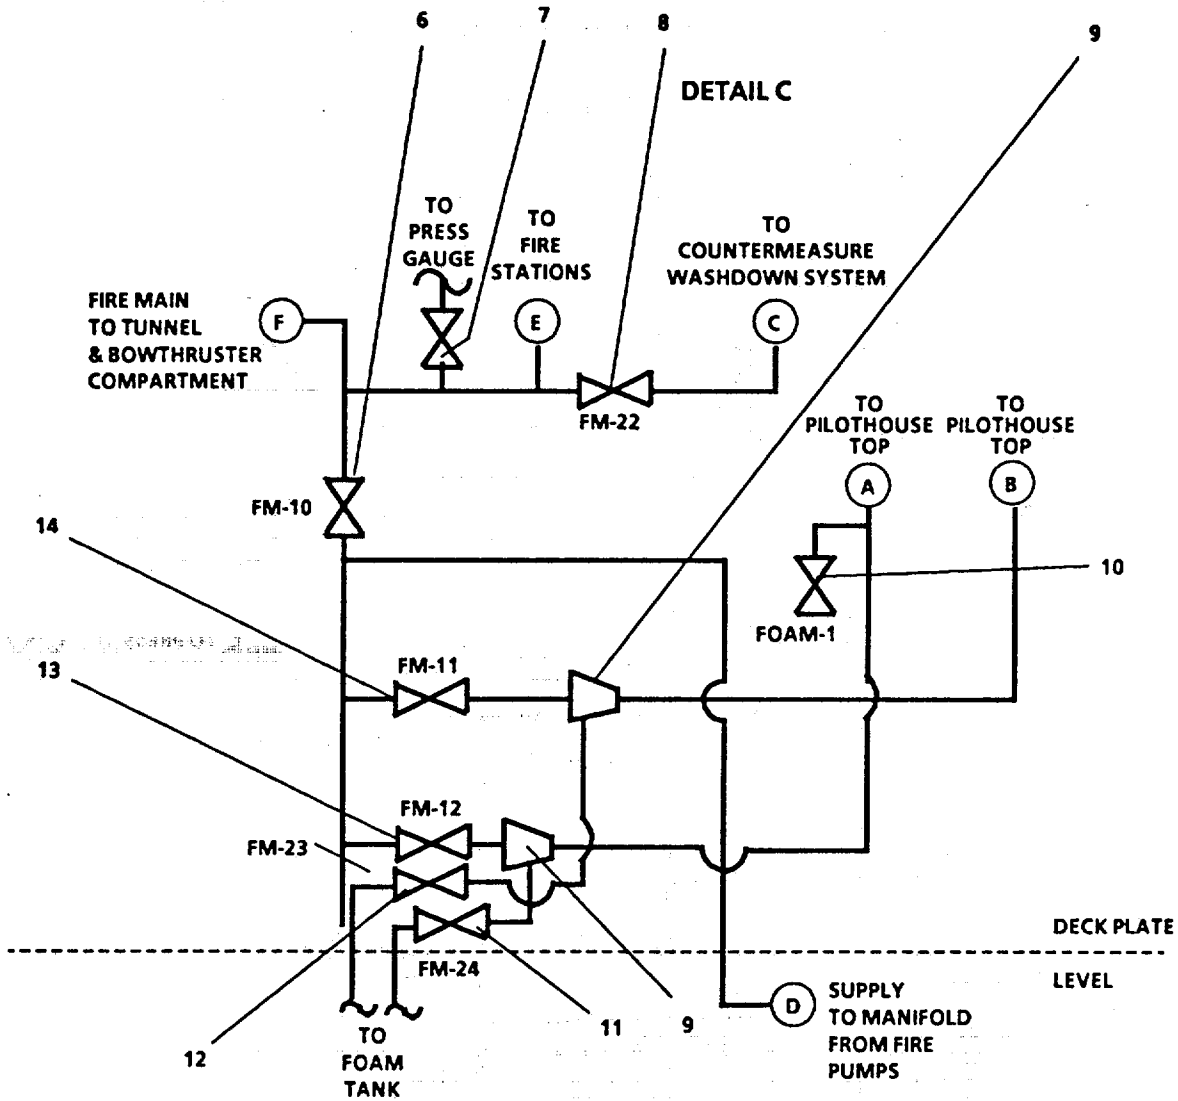 6
7
8
9
DETAIL C
TO
PRESS
GAUGE
TO
FIRE
STATIONS
TO
COUNTERMEASURE
WASHDOWN SYSTEM
FIRE MAIN
TO TUNNEL
& BOWTHRUSTER
COMPARTMENT
F
E
C
FM-22
TO
PILOTHOUSE
TOP
TO
PILOTHOUSE
TOP
A
B
FM-10
14
10
FOAM-1
13
FM-11
FM-12
FM-23
DECK PLATE
FM-24
LEVEL
D
SUPPLY
TO MANIFOLD
FROM FIRE
PUMPS
12
TO
FOAM
TANK
11
9